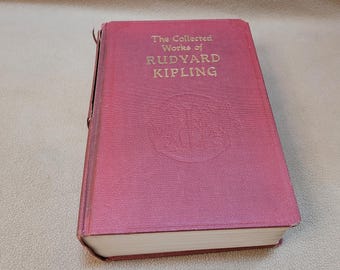 The Collected
Works of
RUDYARD
KIPLING